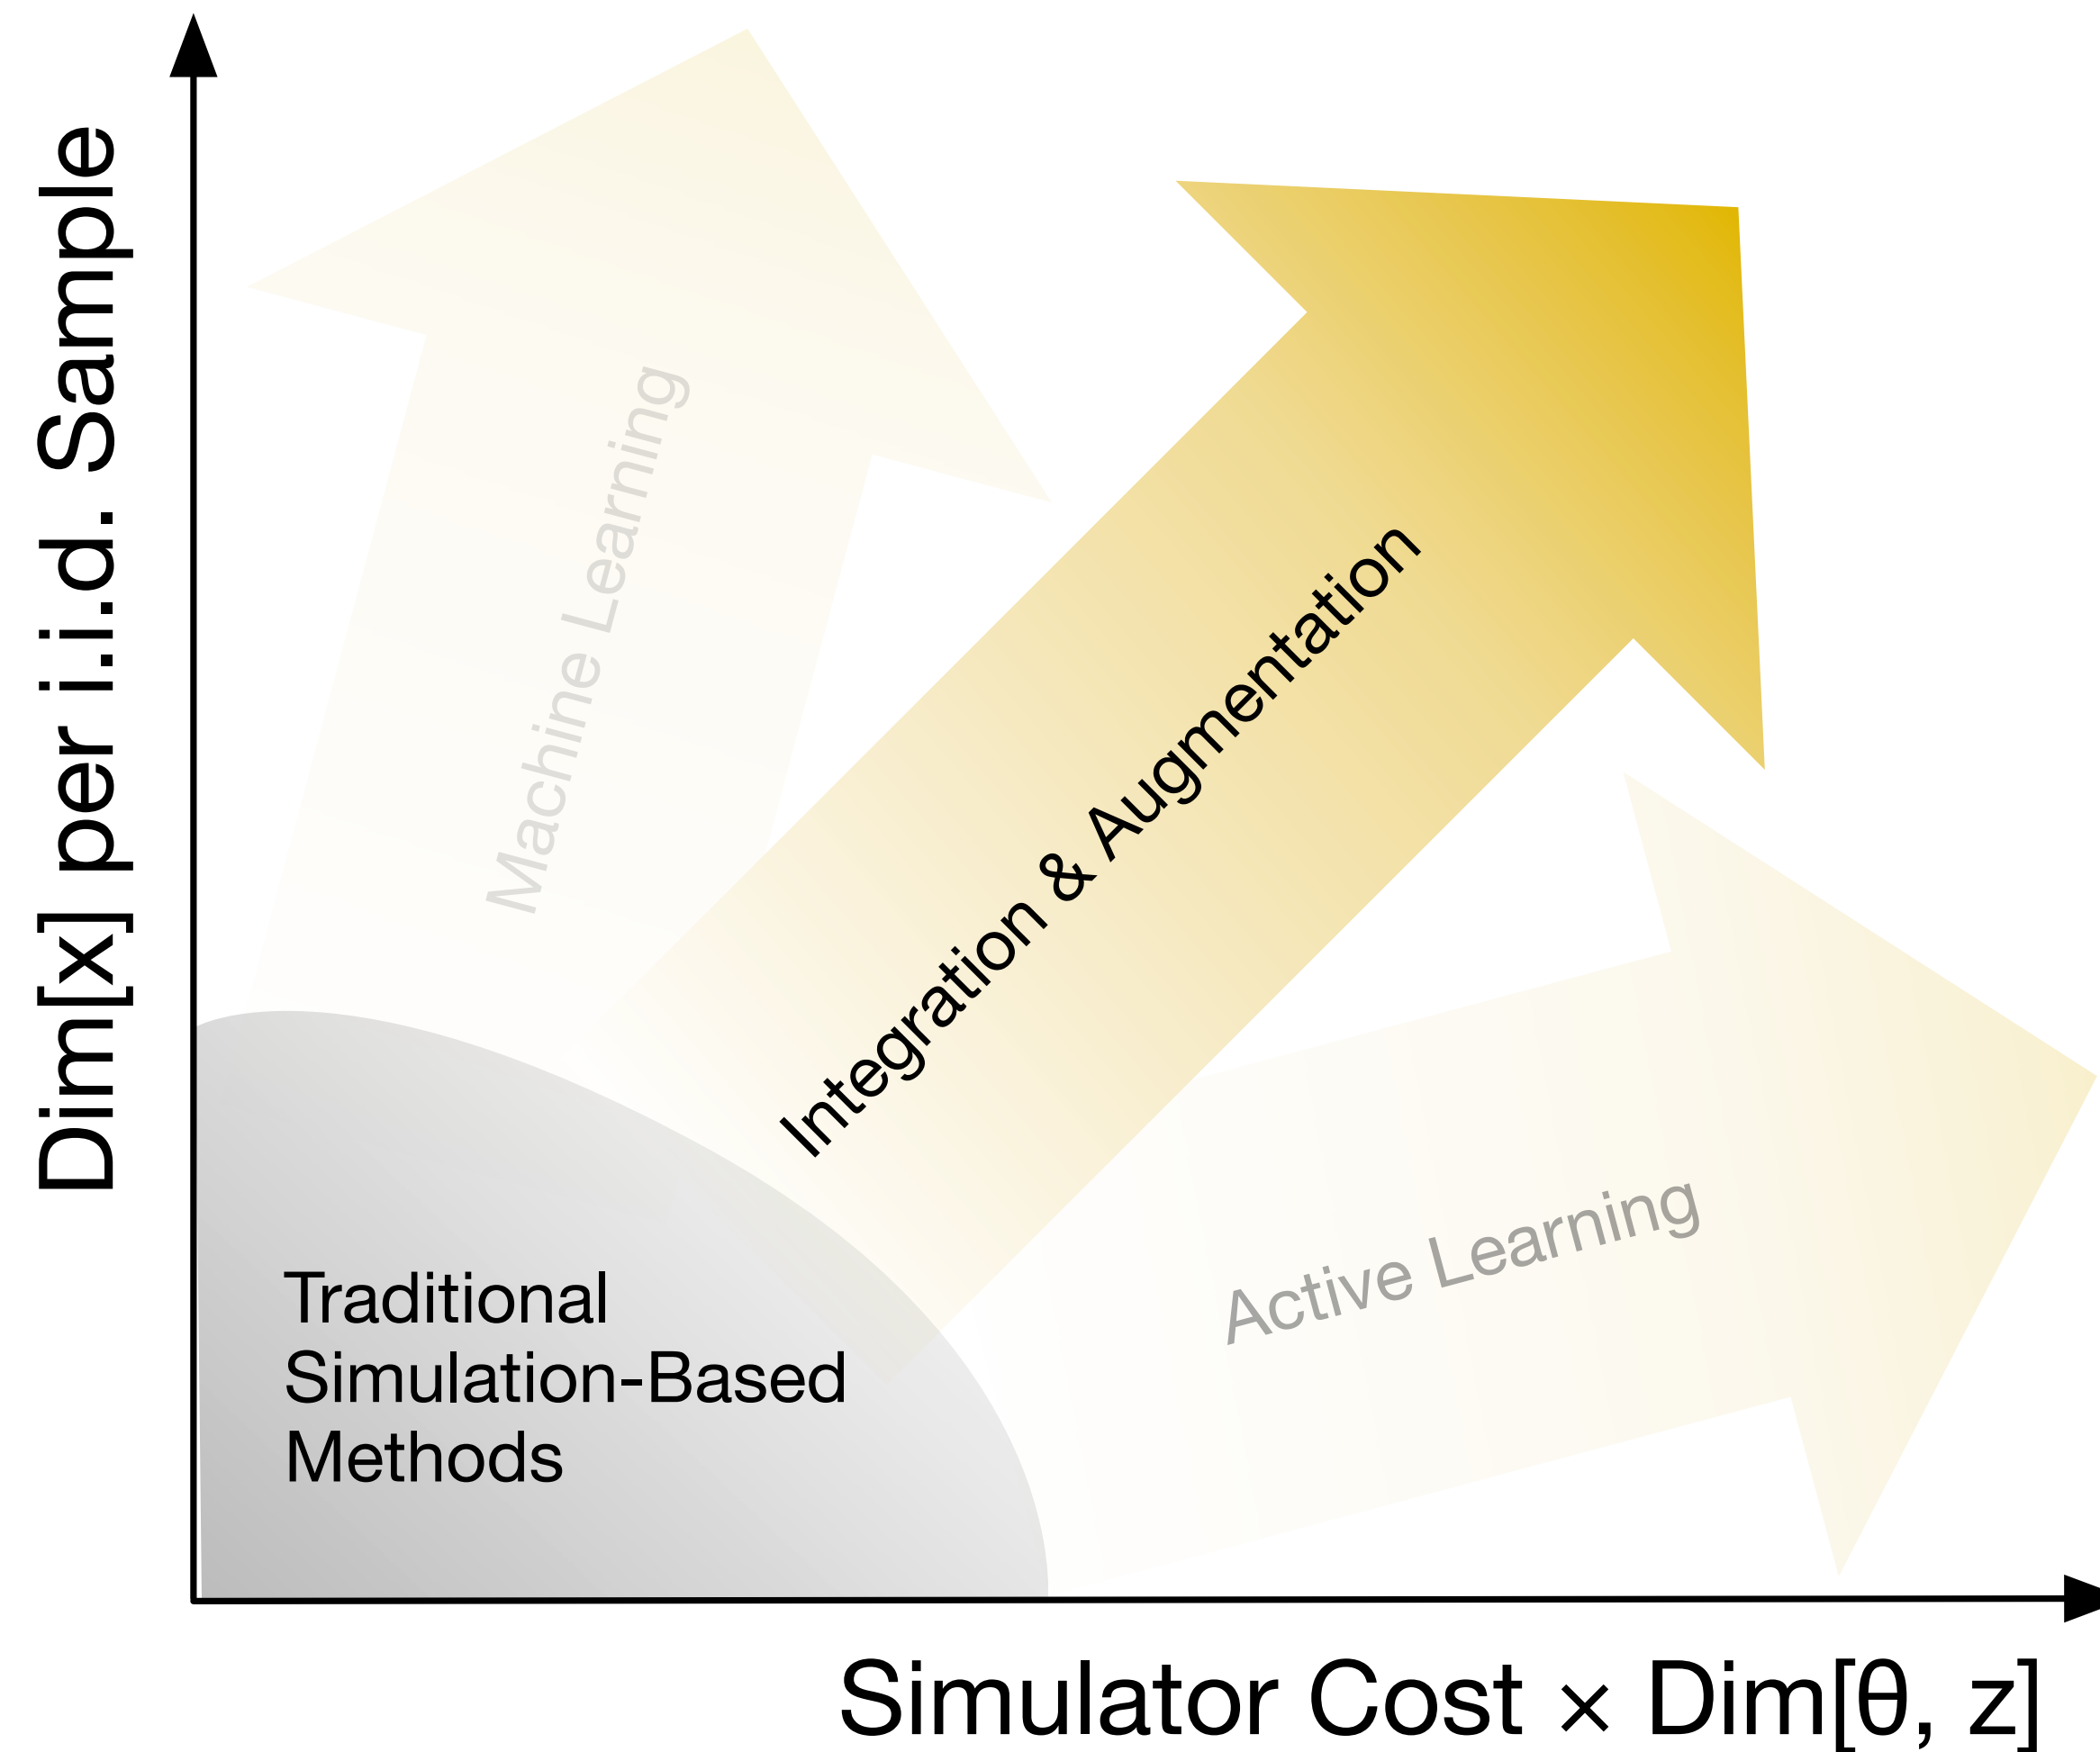 Dim[x] per i.i.d. Sample
Machine Learning
Integration & Augmentation
Active Learning
Traditional
Simulation-Based
Methods
Simulator Cost × Dim[θ, z]